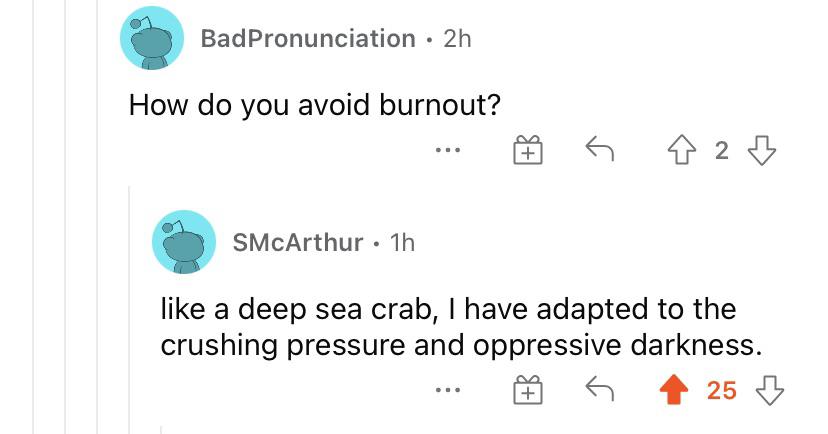 BadPronunciation • 2h
How do you avoid burnout?
2
SMcArthur • 1h
like a deep sea crab, I have adapted to the
crushing pressure and oppressive darkness.
25